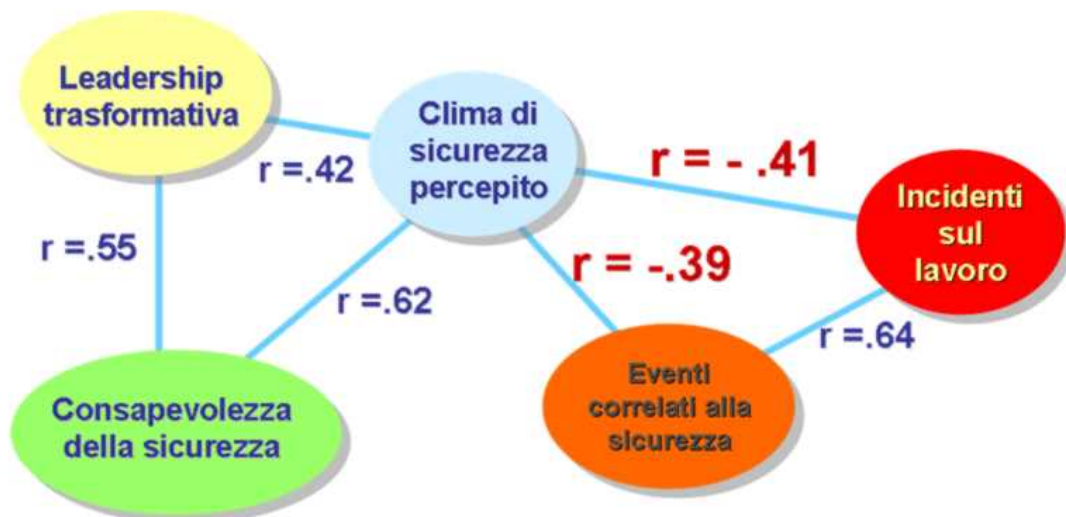 Leadership
trasformativa
Clima di
sicurezza
percepito
r =.42
r = - .41
Incidenti
sul
lavoro
r =.55
r = -.39
r =.62
r =.64
Consapevolezza
della sicurezza
Eventi
correlati alla
sicurezza